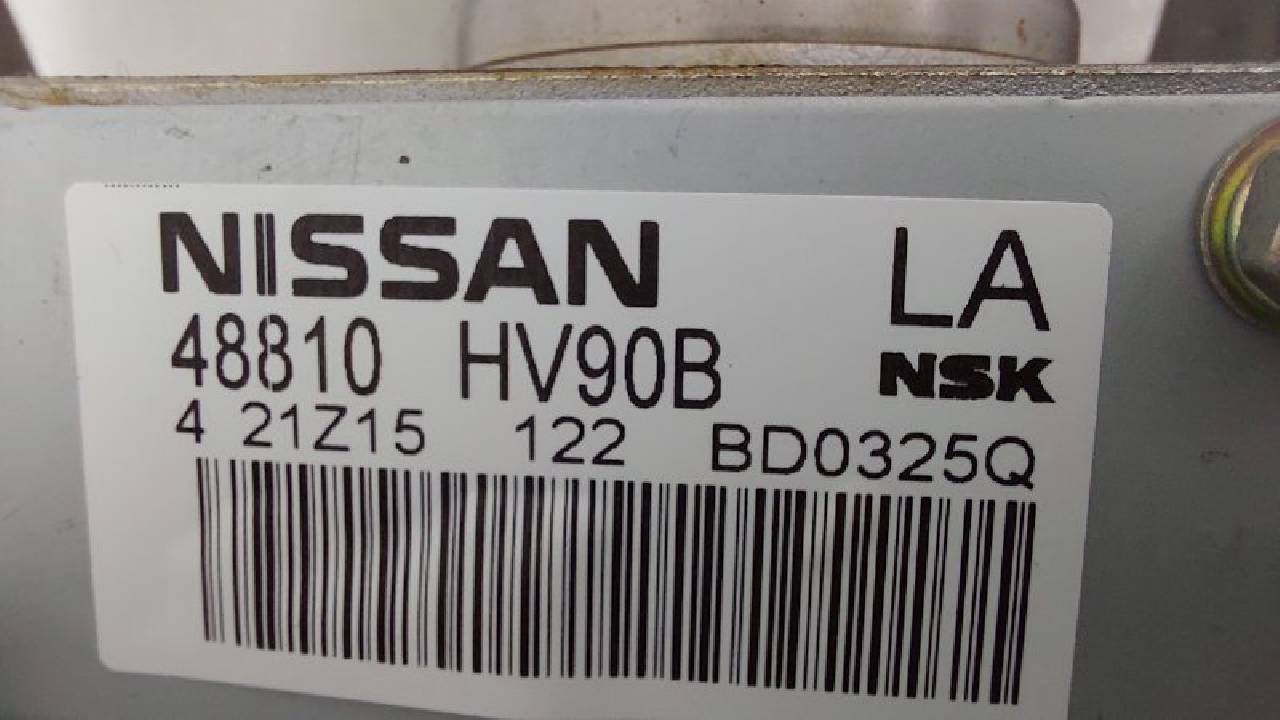 NISSAN LA
48810 HV90B NSK
4 21Z15 122 BD0325Q